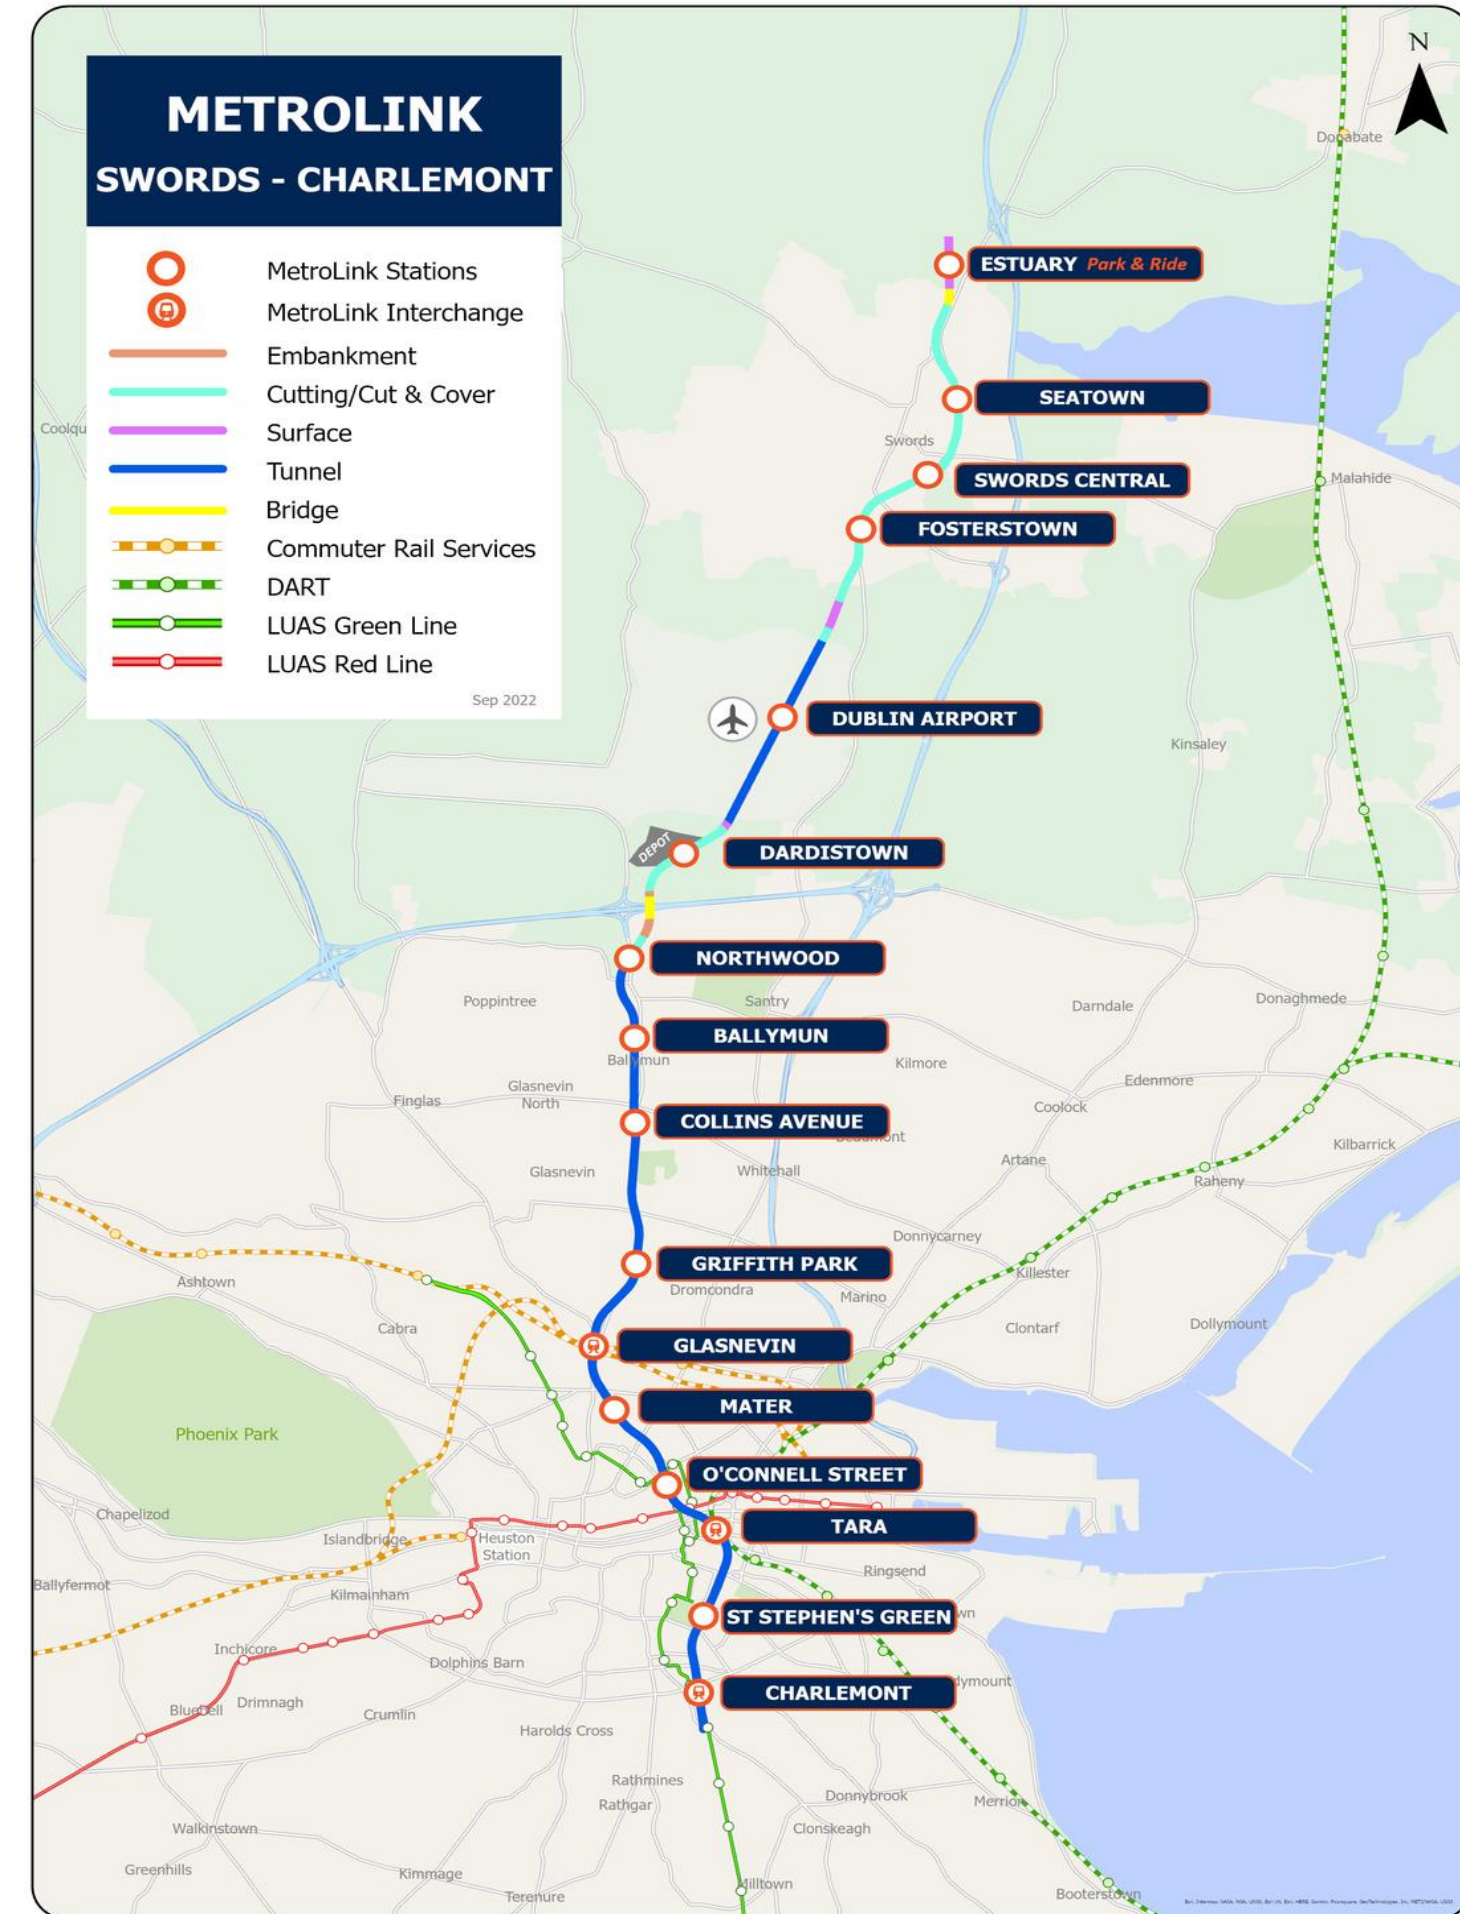 METROLINK
SWORDS - CHARLEMONT
MetroLink Stations
MetroLink Interchange
Embankment
Cutting/Cut & Cover
Surface
Tunnel
Bridge
Commuter Rail Services
DART
LUAS Green Line
LUAS Red Line
Sep 2022
N
Donabate
ESTUARY Park & Ride
SEATOWN
Coolqu
Swords
SWORDS CENTRAL
Malahide
FOSTERSTOWN
DUBLIN AIRPORT
Kinsaley
DEPOT
DARDISTOWN
NORTHWOOD
Poppintree
Santry
Darndale
Donaghmede
BALLYMUN
Ballymun
Kilmore
Glasnevin
North
Edenmore
Finglas
Coolock
COLLINS AVENUE
Beaumont
Kilbarrick
Glasnevin
Whitehall
Artane
Raheny
Donnycarney
GRIFFITH PARK
Ashtown
Dromcondra
Killester
Marino
Cabra
Clontarf
Dollymount
GLASNEVIN
MATER
Phoenix Park
O'CONNELL STREET
Chapelizod
TARA
Islandbridge
Heuston
Station
Ringsend
Ballyfermot
Kilmainham
ST STEPHEN'S GREEN
wn
Inchicore
Dolphins Barn
dymount
CHARLEMONT
Bluebell
Drimnagh
Crumlin
Harolds Cross
Rathmines
Rathgar
Donnybrook
Merrion
Walkinstown
Clonskeagh
Greenhills
Kimmage
Milltown
Terenure
Booterstown